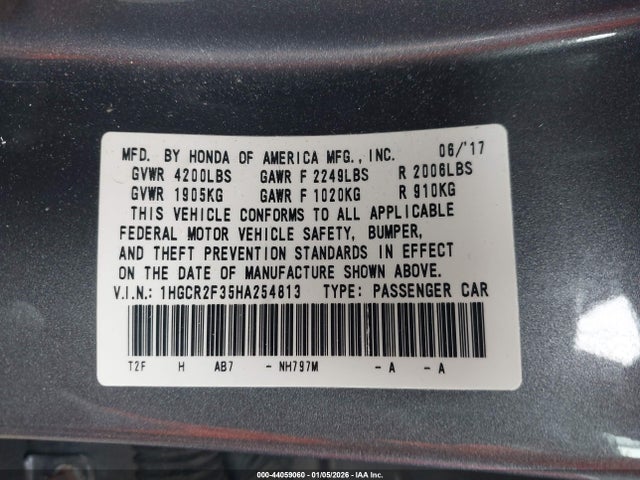 MFD. BY HONDA OF AMERICA MFG., INC. 06/'17
GVWR 4200LBS GAWR F 2249LBS R 2006LBS
GVWR 1905KG GAWR F 1020KG R 910KG
THIS VEHICLE CONFORMS TO ALL APPLICABLE
FEDERAL MOTOR VEHICLE SAFETY, BUMPER,
AND THEFT PREVENTION STANDARDS IN EFFECT
ON THE DATE OF MANUFACTURE SHOWN ABOVE.
V.I.N.: 1HGCR2F35HA254813 TYPE: PASSENGER CAR
T2F H AB7 - NH797M - A - A
000-44059060 - 01/05/2026 - IAA Inc.